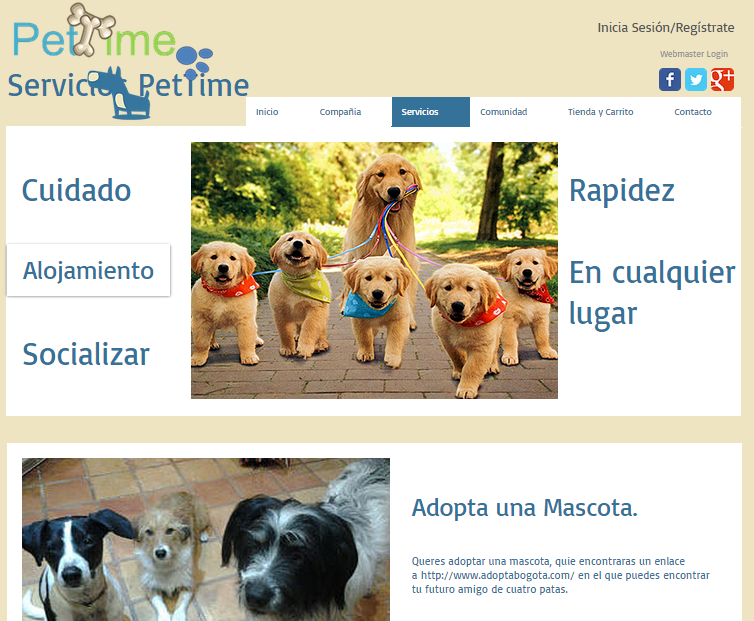 PetTime
Inicia Sesión/Regístrate
Webmaster Login
Servicios PetTime
Inicio
Compañia
Servicios
Comunidad
Tienda y Carrito
Contacto
Cuidado
Alojamiento
Socializar
Rapidez
En cualquier
lugar
Adopta una Mascota.
Queres adoptar una mascota, quie encontraras un enlace
a http://www.adoptabogota.com/ en el que puedes encontrar
tu futuro amigo de cuatro patas.